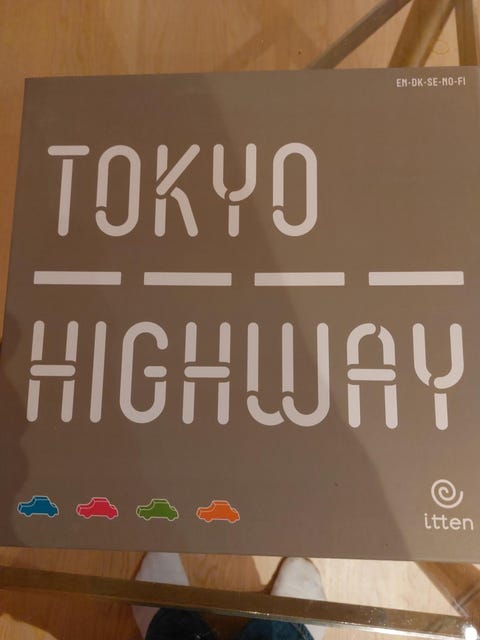 EN-DK-SE-NO-FI
TOKYO
HIGHWAY
itten